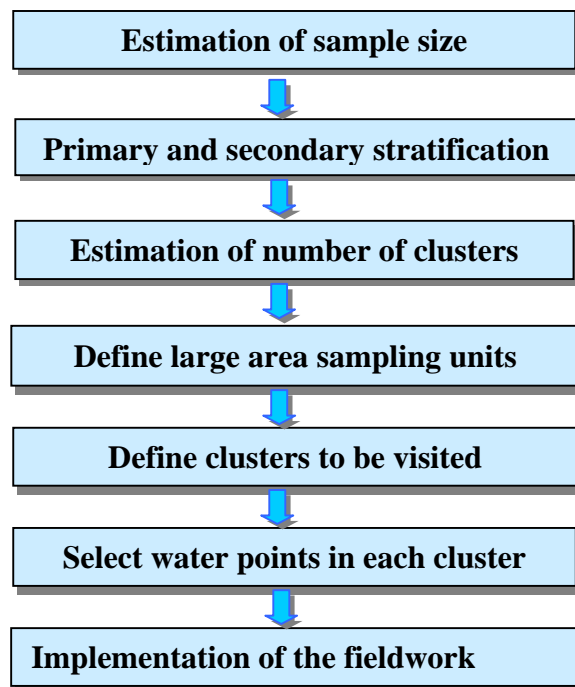 Estimation of sample size
Primary and secondary stratification
Estimation of number of clusters
Define large area sampling units
Define clusters to be visited
Select water points in each cluster
Implementation of the fieldwork